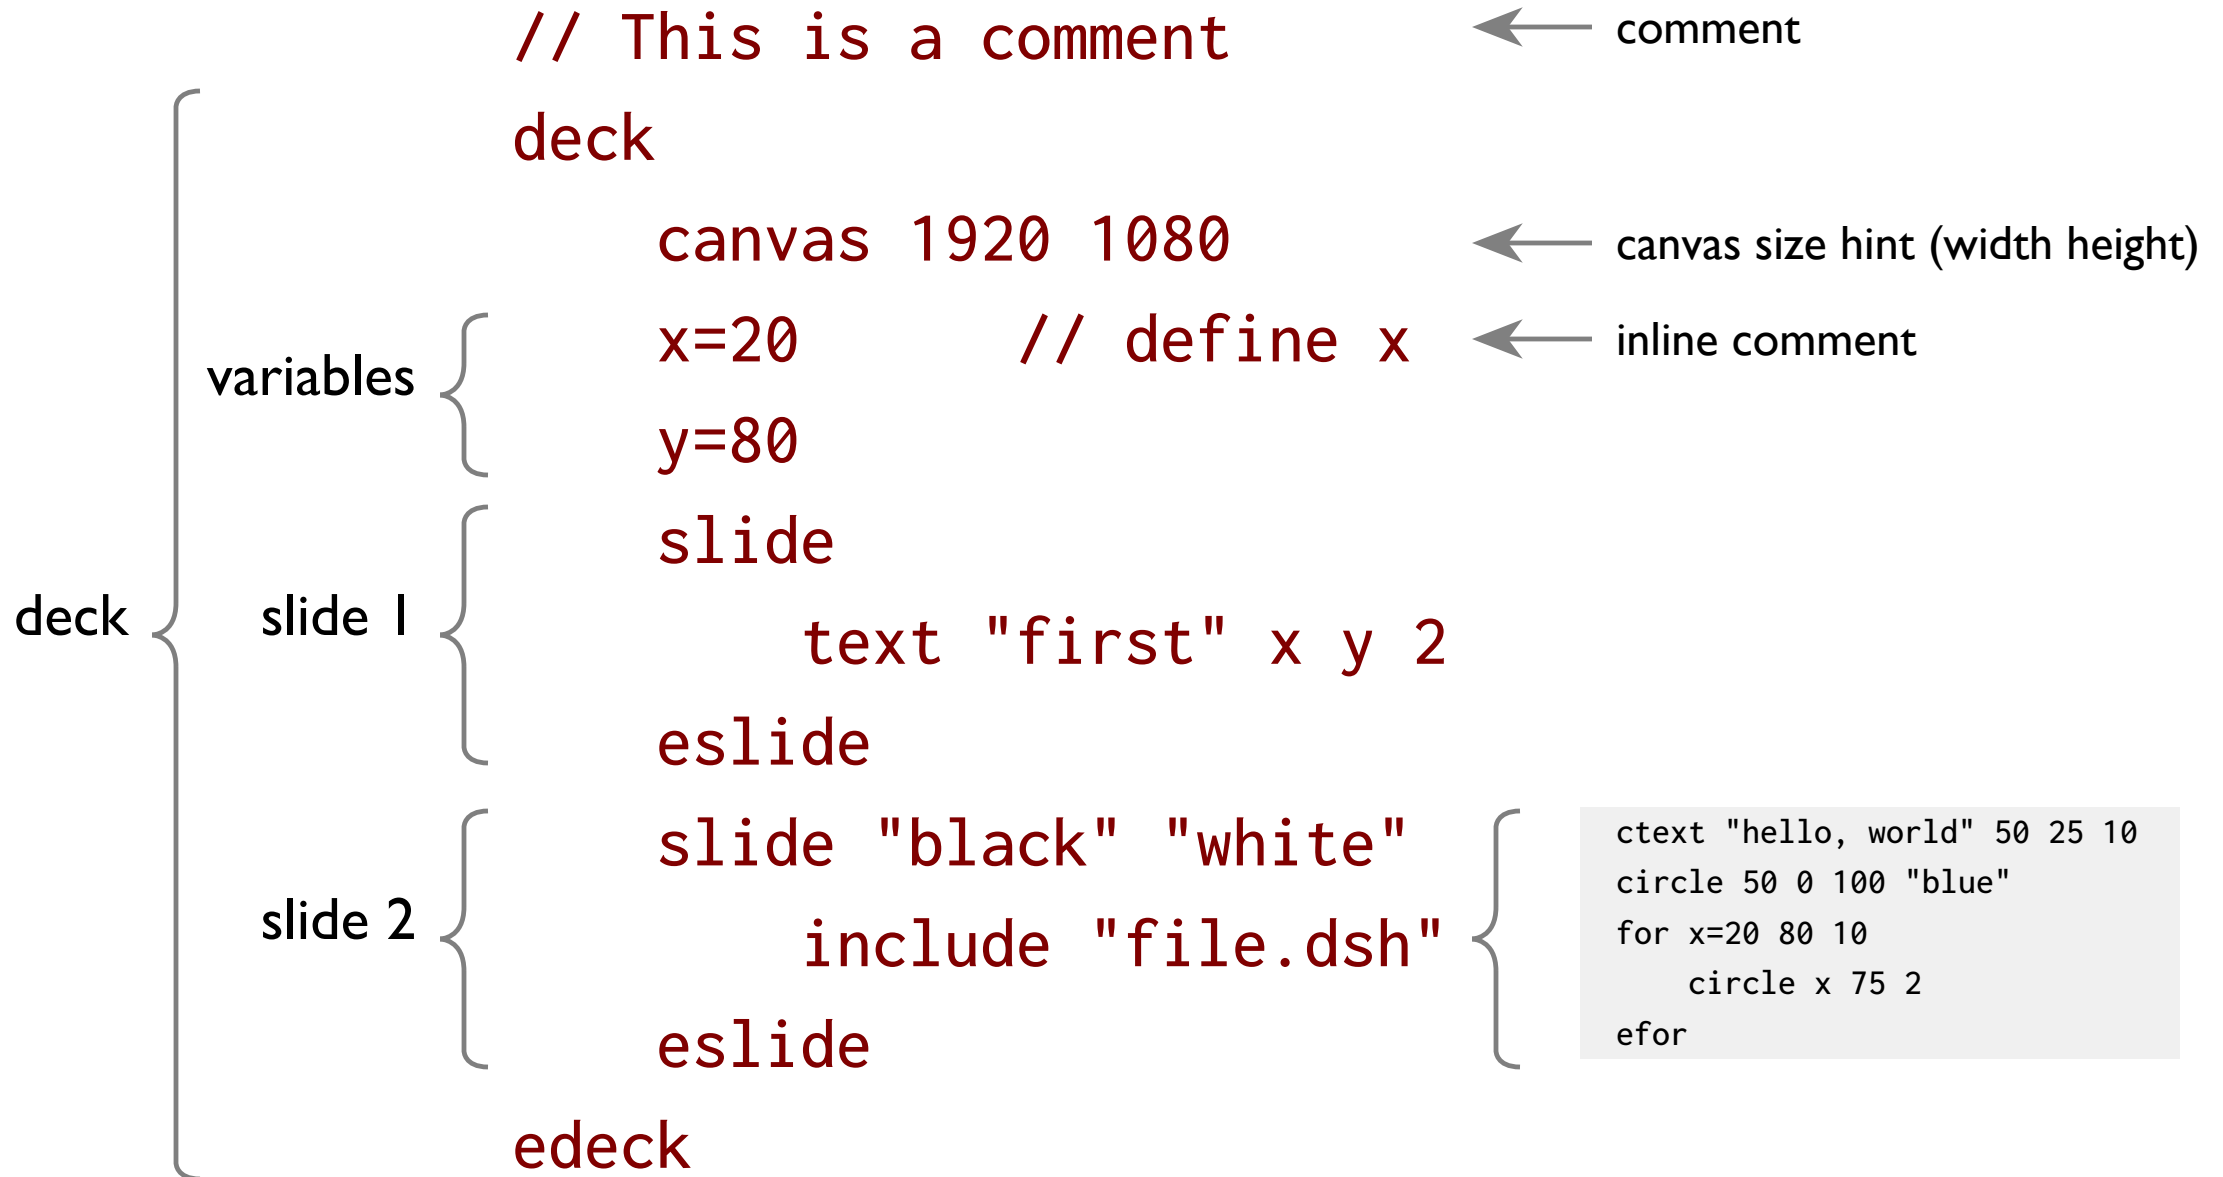 // This is a comment
comment
deck
canvas 1920 1080
canvas size hint (width height)
variables
x=20 // define x
inline comment
y=80
deck
slide 1
slide
text "first" x y 2
eslide
slide 2
slide "black" "white"
include "file.dsh"
eslide
ctext "hello, world" 50 25 10
circle 50 0 100 "blue"
for x=20 80 10
circle x 75 2
efor
edeck